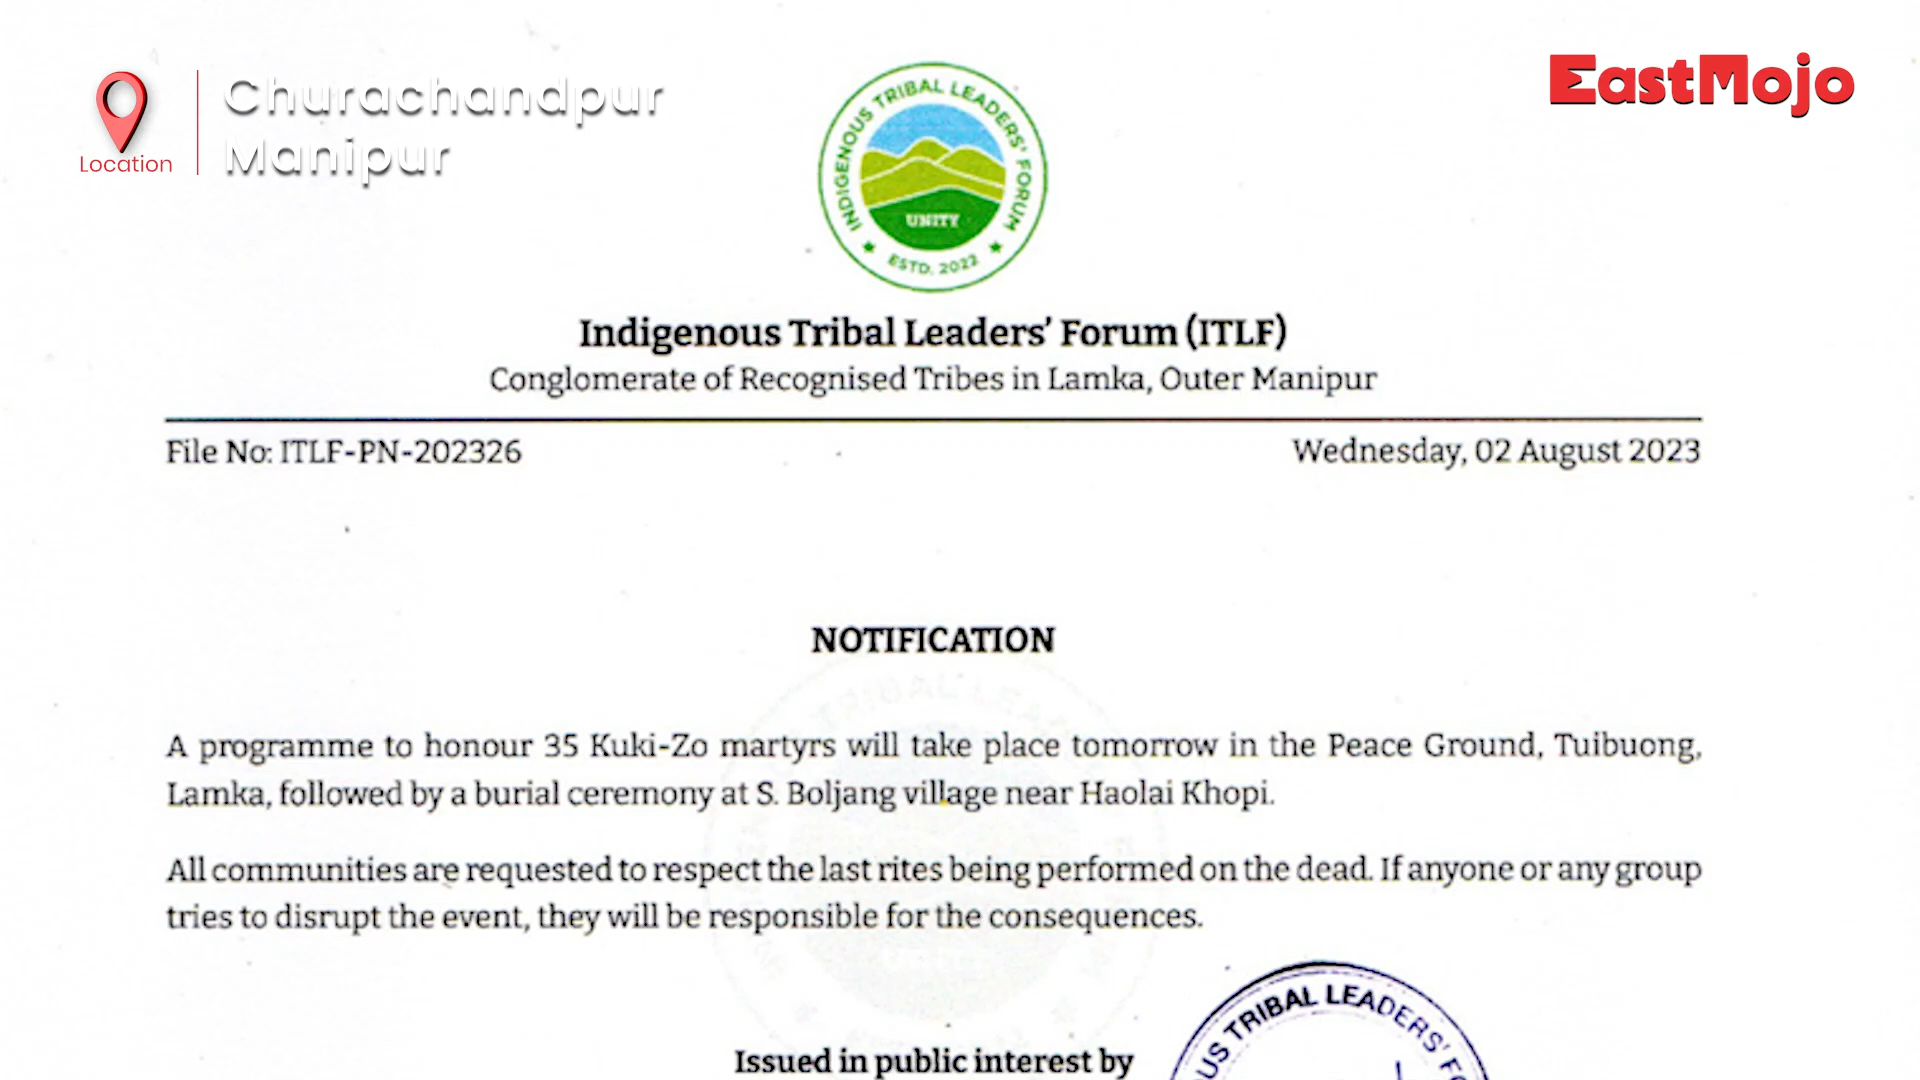 Churachandpur
Manipur
Location
EastMojo
INDIGENOUS TRIBAL LEADERS' FORUM
UNITY
ESTD. 2022
Indigenous Tribal Leaders' Forum (ITLF)
Conglomerate of Recognised Tribes in Lamka, Outer Manipur
File No: ITLF-PN-202326
Wednesday, 02 August 2023
NOTIFICATION
A programme to honour 35 Kuki-Zo martyrs will take place tomorrow in the Peace Ground, Tuibuong,
Lamka, followed by a burial ceremony at S. Boljang village near Haolai Khopi.
All communities are requested to respect the last rites being performed on the dead. If anyone or any group
tries to disrupt the event, they will be responsible for the consequences.
Issued in public interest by
TRIBAL LEADERS'